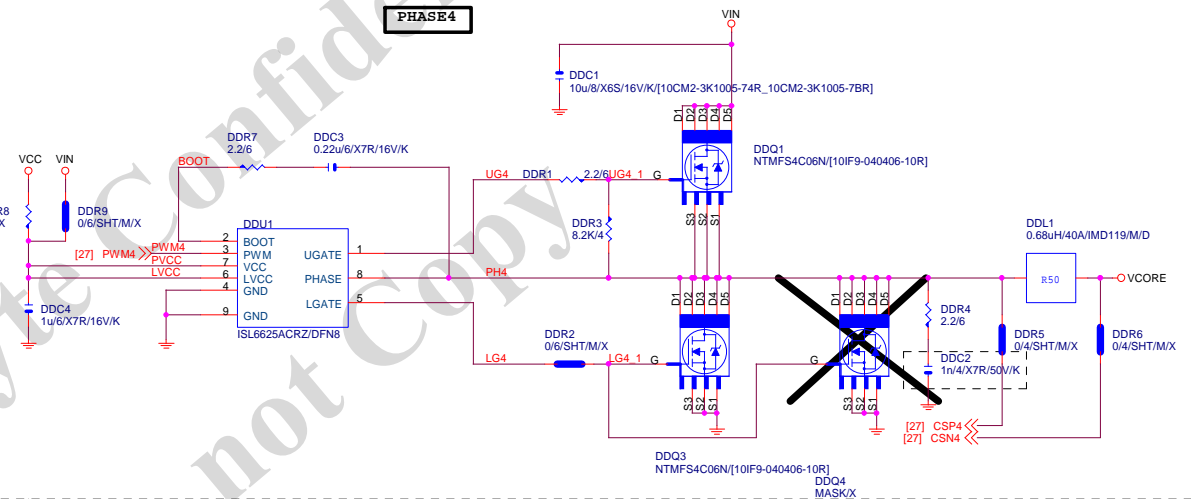 PHASE4
VIN
DDC1
10u/8/X6S/16V/K/[10CM2-3K1005-74R_10CM2-3K1005-7BR]
D1
D2
D3
D4
D5
DDQ1
NTMFS4C06N/[10IF9-040406-10R]
G
S3
S2
S1
DDR7
2.2/6
DDC3
0.22u/6/X7R/16V/K
BOOT
VCC
VIN
R8
X
DDR9
0/6/SHT/M/X
UG4
DDR1
2.2/6
UG4_1
DDR3
8.2K/4
DDU1
2
BOOT
3
PWM
7
VCC
6
LVCC
4
GND
9
GND
UGATE
1
PHASE
8
LGATE
5
ISL6625ACRZ/DFN8
[27]
PWM4
PWM4
PVCC
LVCC
DDC4
1u/6/X7R/16V/K
PH4
LG4
DDR2
0/6/SHT/M/X
LG4_1
G
D1
D2
D3
D4
D5
S3
S2
S1
G
D1
D2
D3
D4
D5
S3
S2
S1
DDL1
0.68uH/40A/IMD119/M/D
R50
VCORE
DDR4
2.2/6
DDC2
1n/4/X7R/50V/K
DDR5
0/4/SHT/M/X
DDR6
0/4/SHT/M/X
[27] CSP4
[27] CSN4
DDQ3
NTMFS4C06N/[10IF9-040406-10R]
DDQ4
MASK/X
yte Confide
not Copy